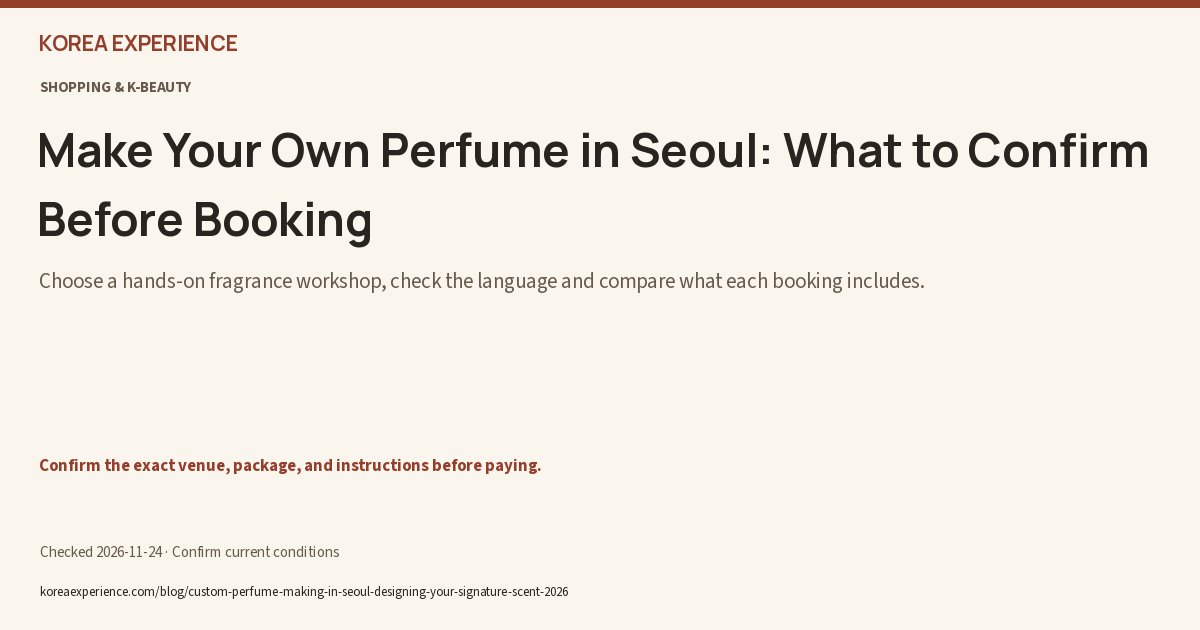 KOREA EXPERIENCE
SHOPPING & K-BEAUTY
Make Your Own Perfume in Seoul: What to Confirm
Before Booking
Choose a hands-on fragrance workshop, check the language and compare what each booking includes.
Confirm the exact venue, package, and instructions before paying.
Checked 2026-11-24 · Confirm current conditions
koreaexperience.com/blog/custom-perfume-making-in-seoul-designing-your-signature-scent-2026